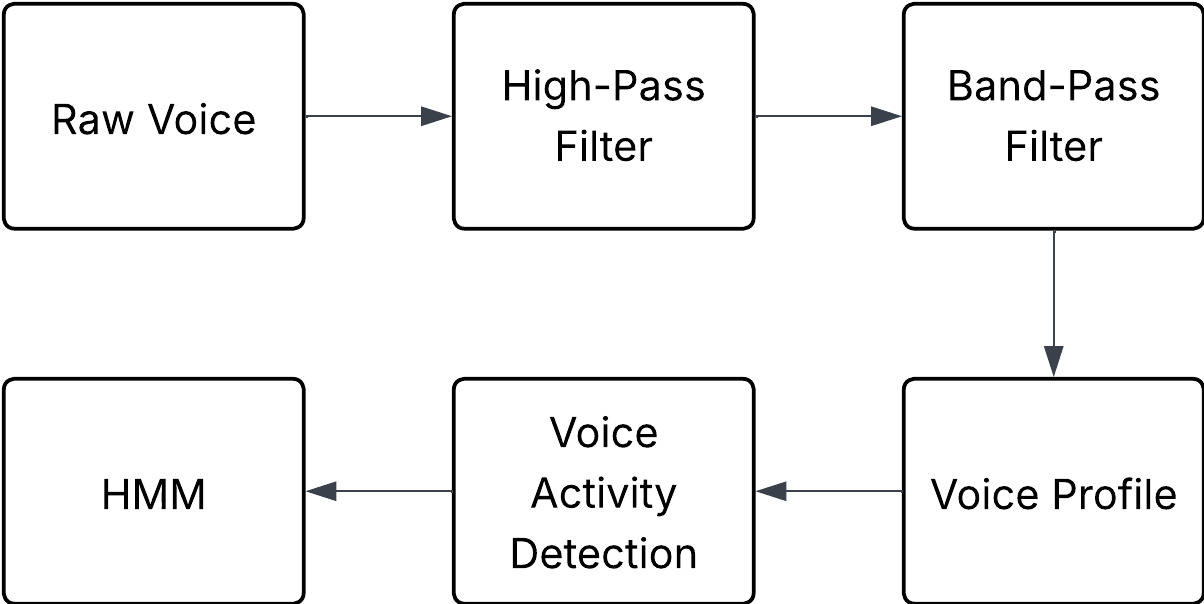 Raw Voice
High-Pass
Filter
Band-Pass
Filter
HMM
Voice
Activity
Detection
Voice Profile